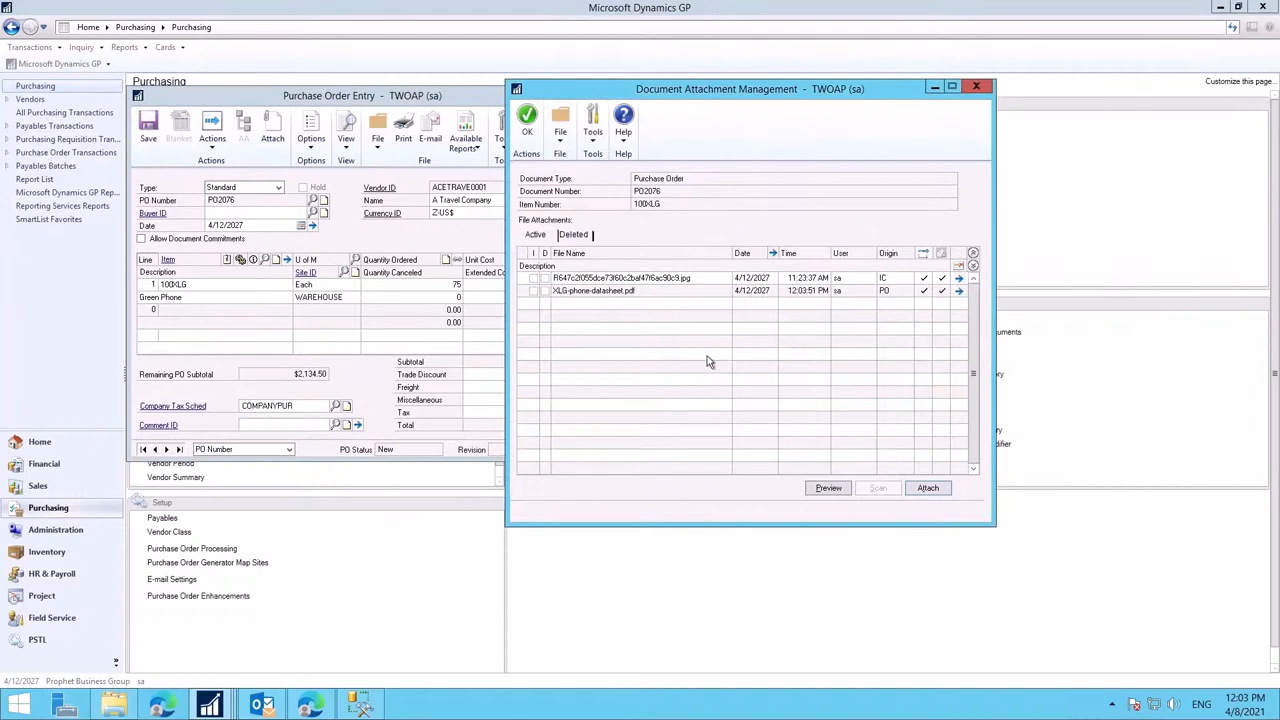 Microsoft Dynamics GP
Home Purchasing Purchasing
Transactions Inquiry Reports Cards
Microsoft Dynamics GP
Customize this page...
Purchasing
Vendors
All Purchasing Transactions
Payables Transactions
Purchasing Requisition Tran...
Purchase Order Transactions
Payables Batches
Report List
Microsoft Dynamics GP Rep...
Reporting Services Reports
SmartList Favorites
Home
Financial
Sales
Purchasing
Administration
Inventory
HR & Payroll
Project
Field Service
PSTL
Purchasing
Purchase Order Entry - TWOAP (sa)
Save Blanket Actions AA Attach Options View File Print E-mail Available Reports
Actions Options View File
Type: Standard Hold Vendor ID ACETRAVE0001
PO Number PO2076 Name A Travel Company
Buyer ID Currency ID Z-US$
Date 4/12/2027
Allow Document Commitments
Line Item U of M Quantity Ordered Unit Cost
Description Site ID Quantity Canceled Extended Co
1 100XLG Each 75
Green Phone WAREHOUSE 0
0 0.00
0.00
Subtotal
Remaining PO Subtotal $2,134.50 Trade Discount
Freight
Miscellaneous
Company Tax Sched COMPANYPUR
Tax
Comment ID Total
PO Number PO Status New Revision
Vendor Period
Vendor Summary
Setup
Payables
Vendor Class
Purchase Order Processing
Purchase Order Generator Map Sites
E-mail Settings
Purchase Order Enhancements
Document Attachment Management - TWOAP (sa)
OK File Tools Help
Actions File Tools Help
Document Type: Purchase Order
Document Number: PO2076
Item Number: 100XLG
File Attachments:
Active Deleted
I D File Name Date Time User Origin
Description
R647c2f055dce73f60c2baf47f6ac90c9.jpg 4/12/2027 11:23:37 AM sa IC
XLG-phone-datasheet.pdf 4/12/2027 12:03:51 PM sa PO
Preview Scan Attach
4/12/2027 Prophet Business Group sa
ENG
12:03 PM
4/8/2021